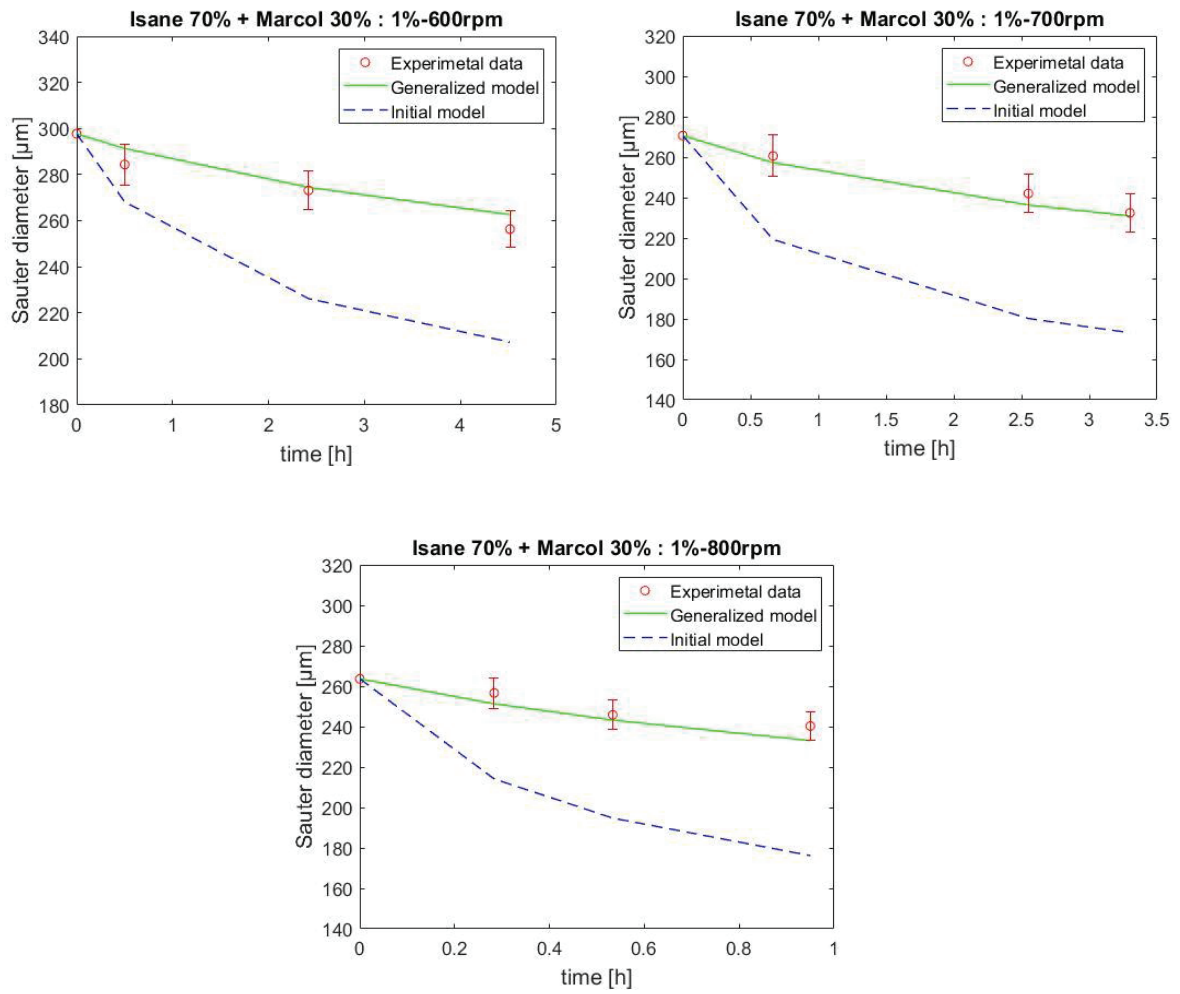 Isane 70% + Marcol 30% : 1%-600rpm
340
320
300
280
260
240
220
200
180
Sauter diameter [µm]
Experimetal data
Generalized model
Initial model
0 1 2 3 4 5
time [h]
Isane 70% + Marcol 30% : 1%-700rpm
320
300
280
260
240
220
200
180
160
140
Sauter diameter [µm]
Experimetal data
Generalized model
Initial model
0 0.5 1 1.5 2 2.5 3 3.5
time [h]
Isane 70% + Marcol 30% : 1%-800rpm
320
300
280
260
240
220
200
180
160
140
Sauter diameter [µm]
Experimetal data
Generalized model
Initial model
0 0.2 0.4 0.6 0.8 1
time [h]